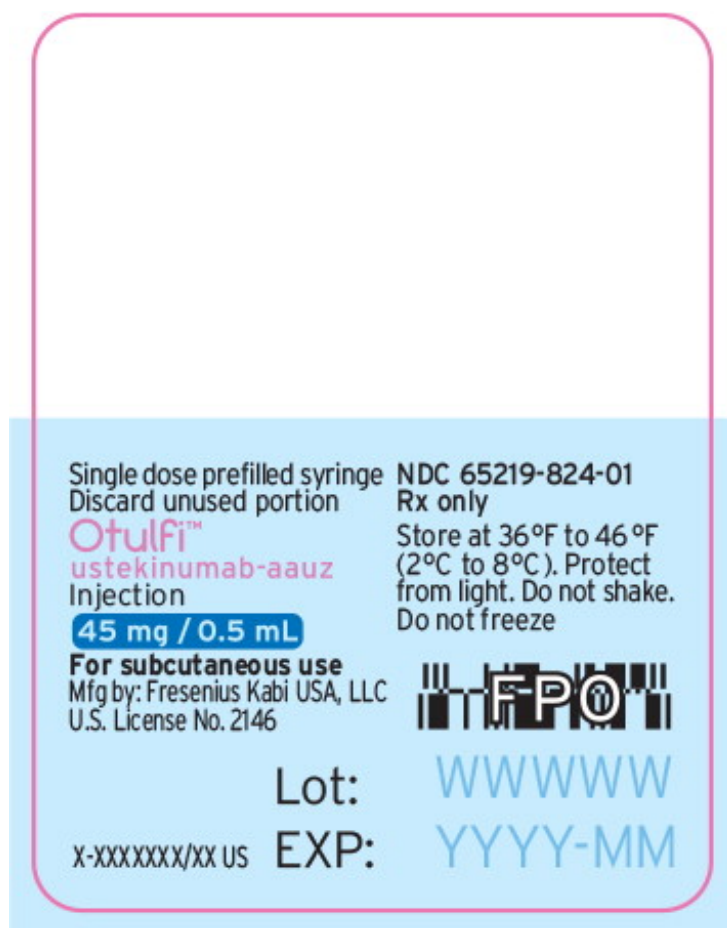 Single dose prefilled syringe
Discard unused portion
Otulfi™
ustekinumab-aauz
Injection
45 mg / 0.5 mL
For subcutaneous use
Mfg by: Fresenius Kabi USA, LLC
U.S. License No. 2146
NDC 65219-824-01
Rx only
Store at 36°F to 46°F
(2°C to 8°C). Protect
from light. Do not shake.
Do not freeze
FPO
Lot: WWWWW
EXP: YYYY-MM
X-XXXXXXX/XX US